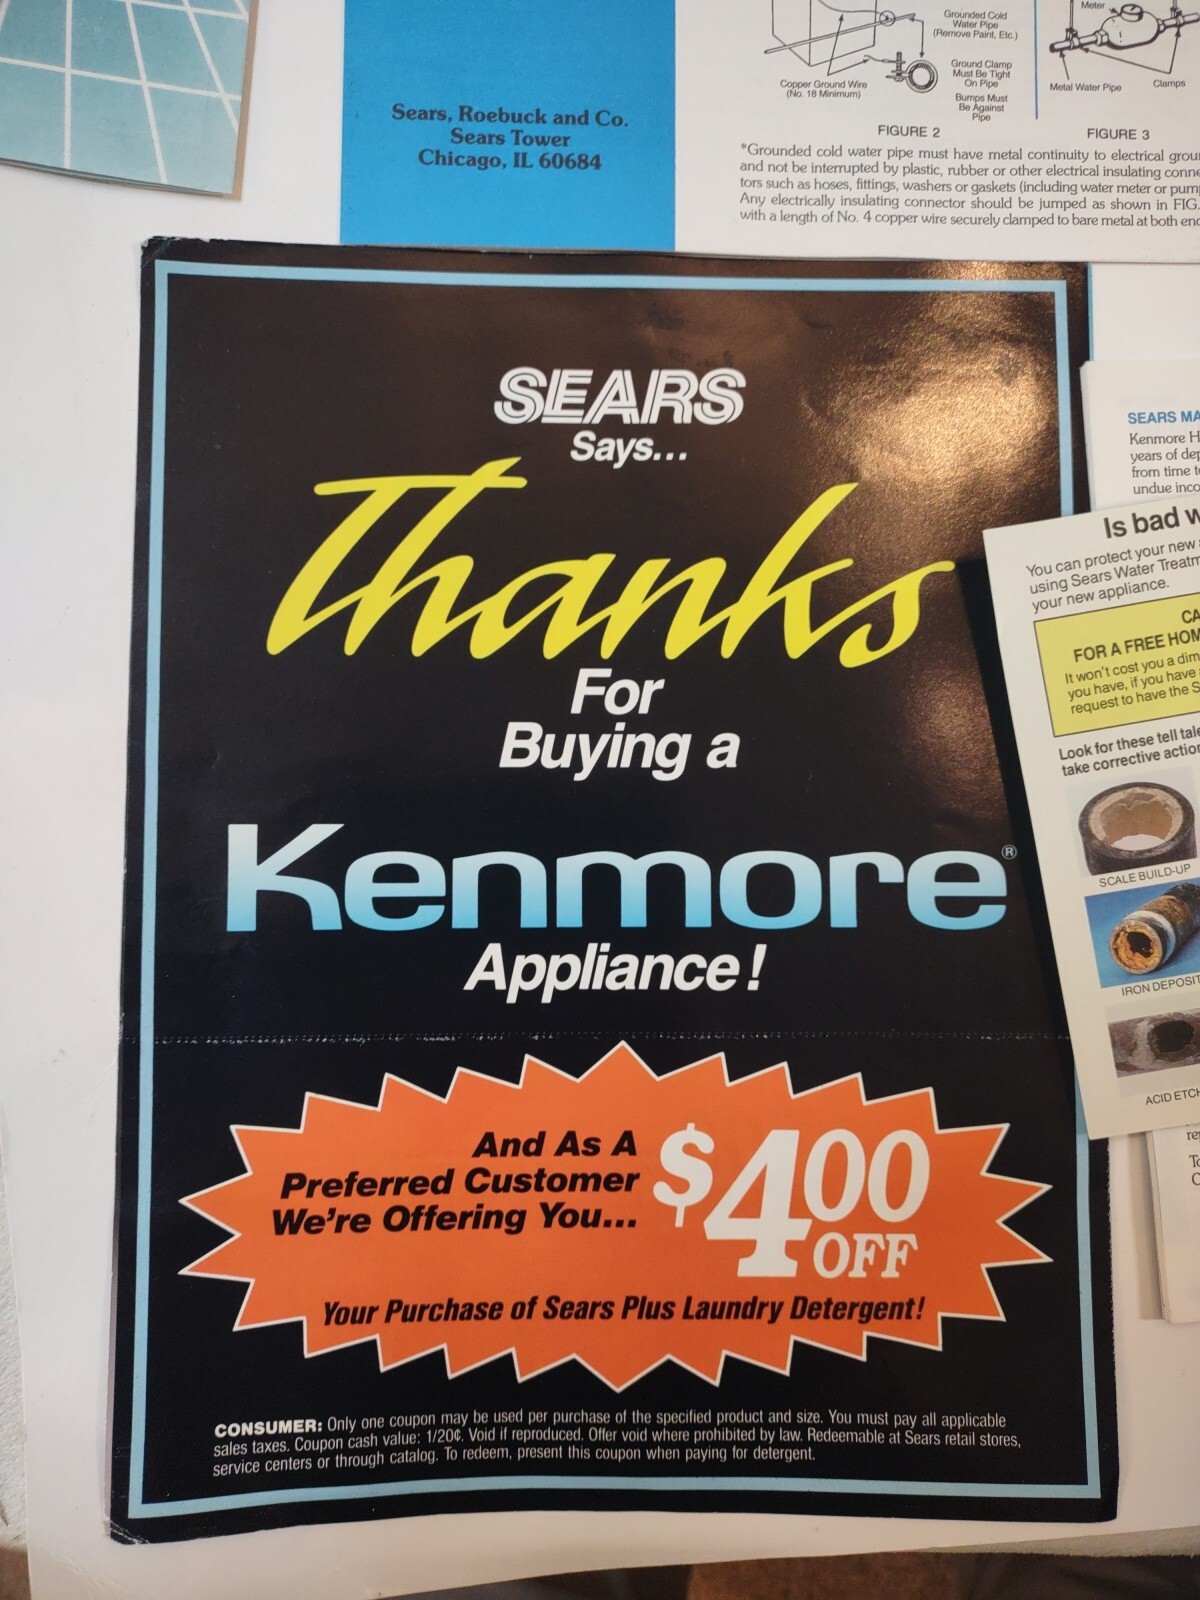 Sears, Roebuck and Co.
Sears Tower
Chicago, IL 60684
Grounded Cold
Water Pipe
(Remove Paint, Etc.)
Copper Ground Wire
(No. 18 Minimum)
Ground Clamp
Must Be Tight
On Pipe
Bumps Must
Be Against
Pipe
FIGURE 2
Meter
Metal Water Pipe
Clamps
FIGURE 3
*Grounded cold water pipe must have metal continuity to electrical
and not be interrupted by plastic, rubber or other electrical insulating
tors such as hoses, fittings, washers or gaskets (including water meter or
Any electrically insulating connector should be jumped as shown in FIG.
with a length of No. 4 copper wire securely clamped to bare metal at both
SEARS
Says...
Thanks
For
Buying a
Kenmore®
Appliance!
And As A
Preferred Customer
We're Offering You...
$4.00
OFF
Your Purchase of Sears Plus Laundry Detergent!
CONSUMER: Only one coupon may be used per purchase of the specified product and size. You must pay all applicable
sales taxes. Coupon cash value: 1/20¢. Void if reproduced. Offer void where prohibited by law. Redeemable at Sears retail stores,
service centers or through catalog. To redeem, present this coupon when paying for detergent.
SEARS
Kenmore
years of
from time
undue
Is bad
You can protect your new
using Sears Water
your new appliance.
FOR A FREE
It won't cost you a
you have, if you have
request to have the
Look for these tell
take corrective
SCALE BUILD-UP
IRON DEPOSIT
ACID